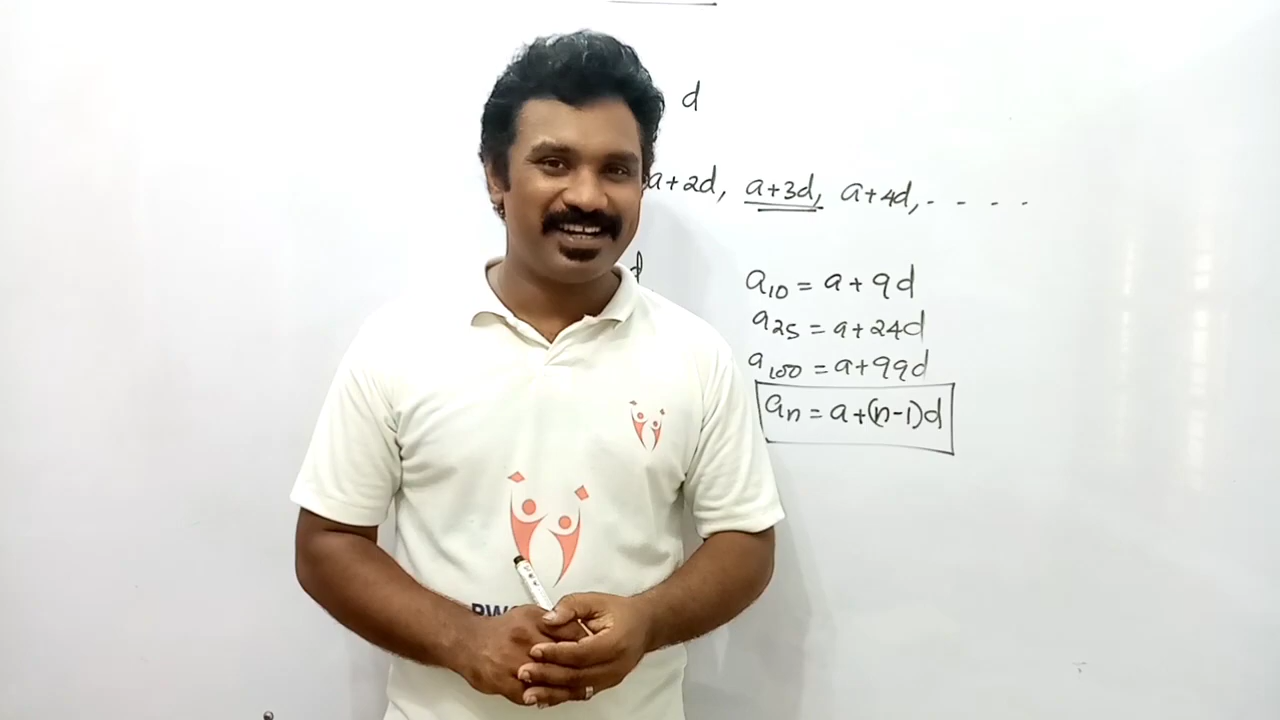 d
a+2d, a+3d, a+4d, - - - -
d
a10 = a + 9d
a25 = a+24d
a100 = a+99d
an = a+(n-1)d